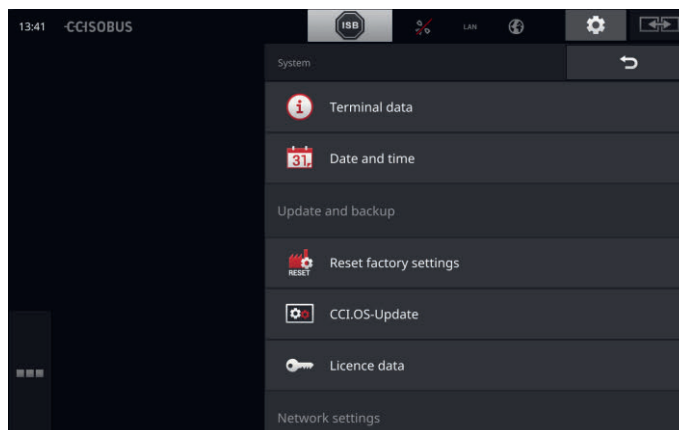 13:41
CCISOBUS
ISB
LAN
System
i
Terminal data
31.
Date and time
Update and backup
RESET
Reset factory settings
CCI.OS-Update
Licence data
Network settings